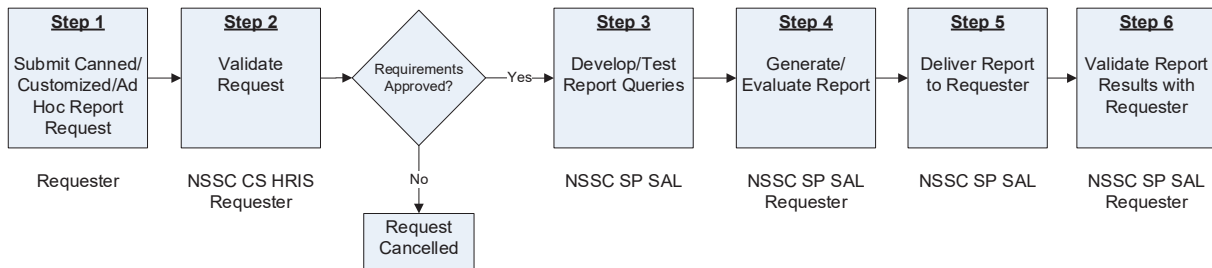 Step 1
Submit Canned/
Customized/Ad
Hoc Report
Request
Requester
Step 2
Validate
Request
NSSC CS HRIS
Requester
Requirements
Approved?
Yes
No
Request
Cancelled
Step 3
Develop/Test
Report Queries
NSSC SP SAL
Step 4
Generate/
Evaluate Report
NSSC SP SAL
Requester
Step 5
Deliver Report
to Requester
NSSC SP SAL
Step 6
Validate Report
Results with
Requester
NSSC SP SAL
Requester